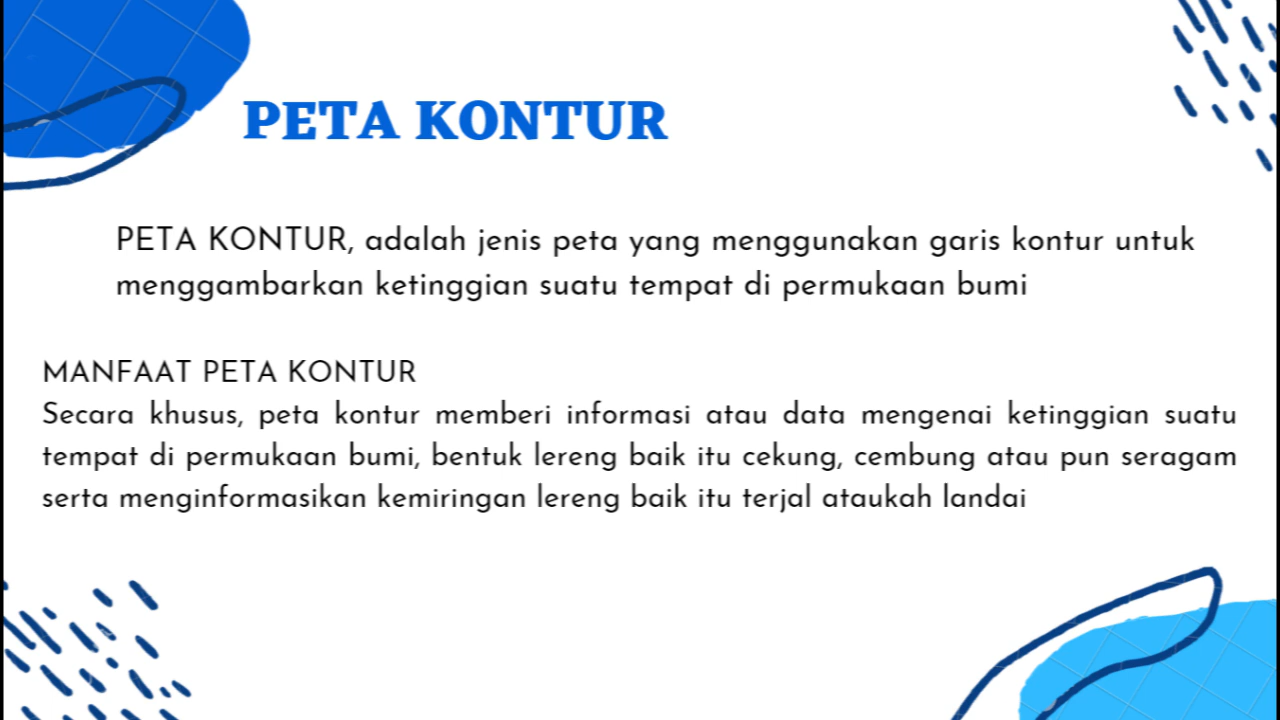 PETA KONTUR
PETA KONTUR, adalah jenis peta yang menggunakan garis kontur untuk
menggambarkan ketinggian suatu tempat di permukaan bumi
MANFAAT PETA KONTUR
Secara khusus, peta kontur memberi informasi atau data mengenai ketinggian suatu
tempat di permukaan bumi, bentuk lereng baik itu cekung, cembung atau pun seragam
serta menginformasikan kemiringan lereng baik itu terjal ataukah landai